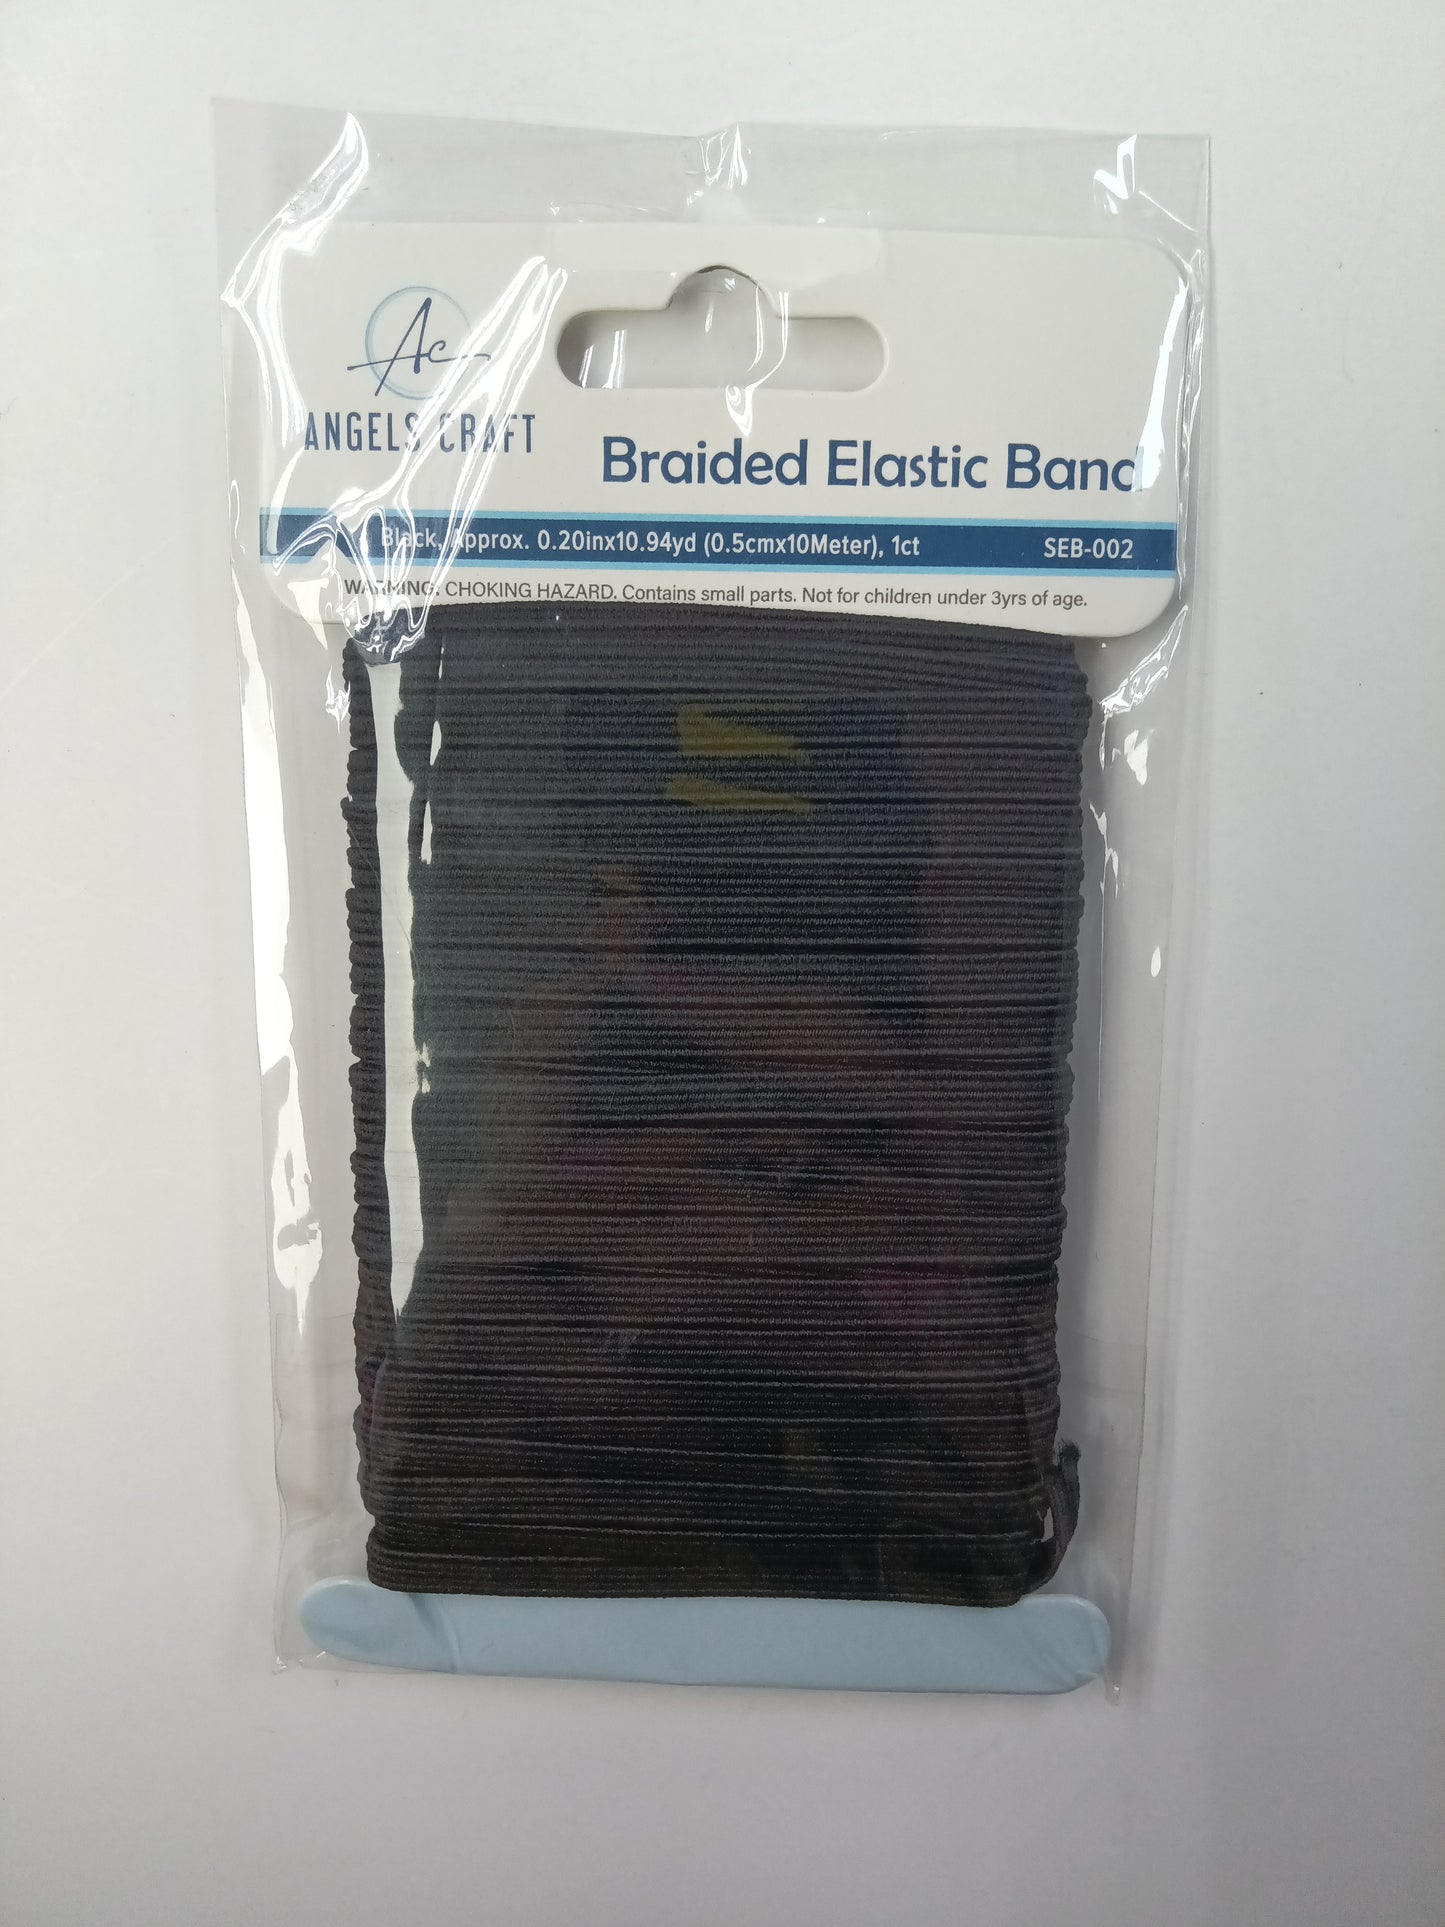 Ac
ANGELS CRAFT
Braided Elastic Band
Black, Approx. 0.20inx10.94yd (0.5cmx10Meter), 1ct SEB-002
WARNING: CHOKING HAZARD. Contains small parts. Not for children under 3yrs of age.